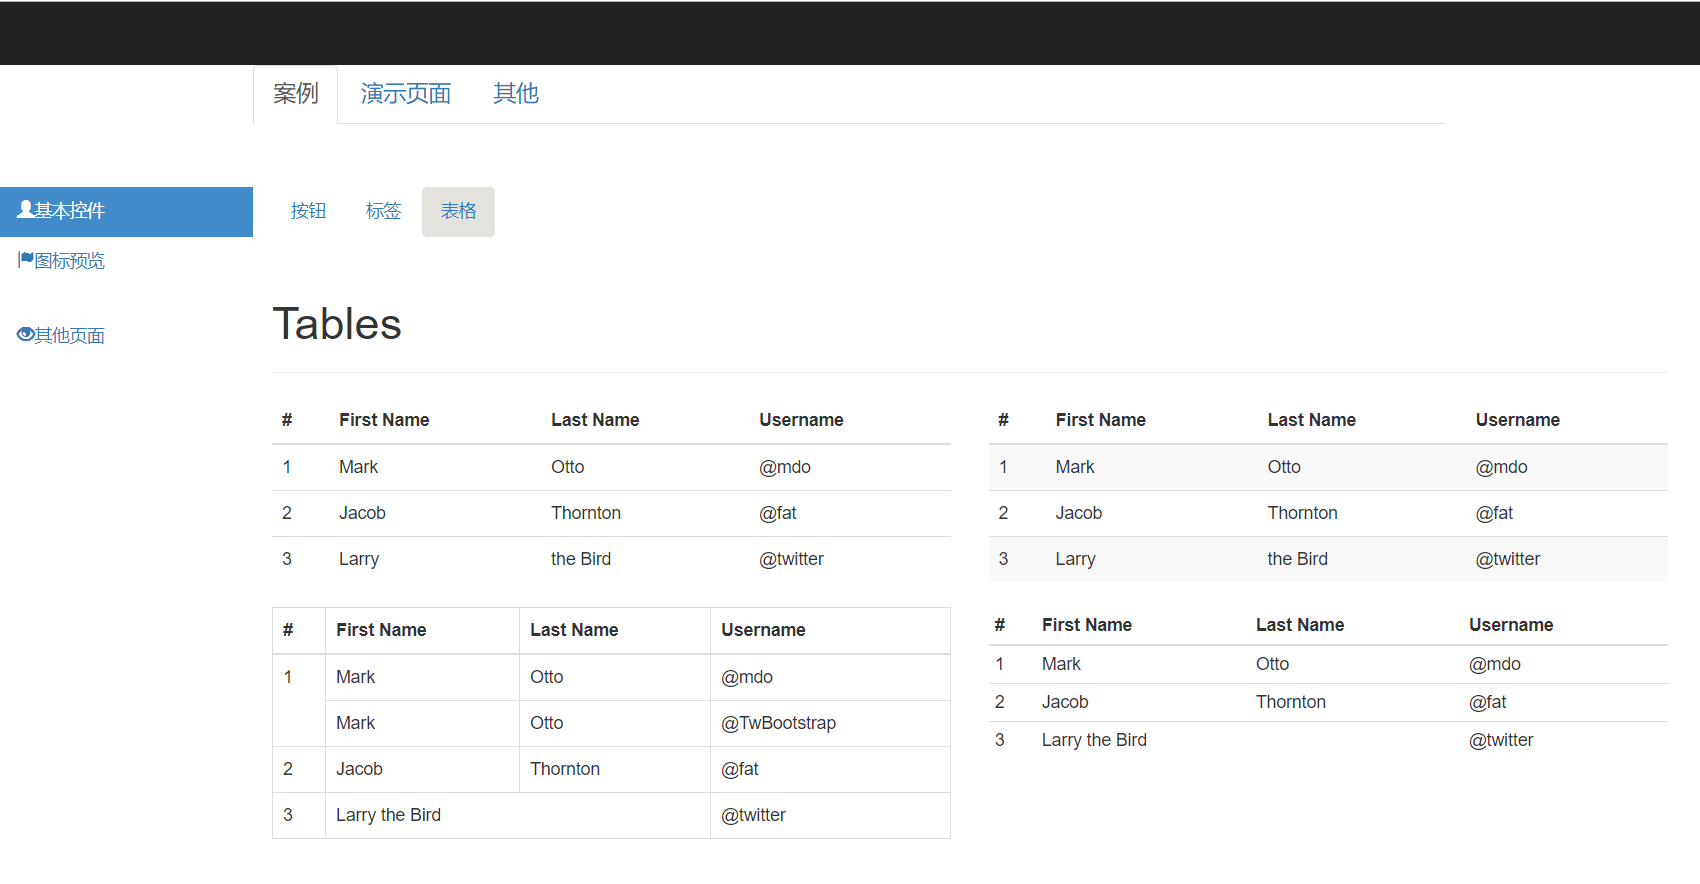 案例 演示页面 其他
基本控件
图标预览
其他页面
按钮 标签 表格
Tables
# First Name Last Name Username
1 Mark Otto @mdo
2 Jacob Thornton @fat
3 Larry the Bird @twitter
# First Name Last Name Username
1 Mark Otto @mdo
2 Jacob Thornton @fat
3 Larry the Bird @twitter
# First Name Last Name Username
1 Mark Otto @mdo
Mark Otto @TwBootstrap
2 Jacob Thornton @fat
3 Larry the Bird @twitter
# First Name Last Name Username
1 Mark Otto @mdo
2 Jacob Thornton @fat
3 Larry the Bird @twitter